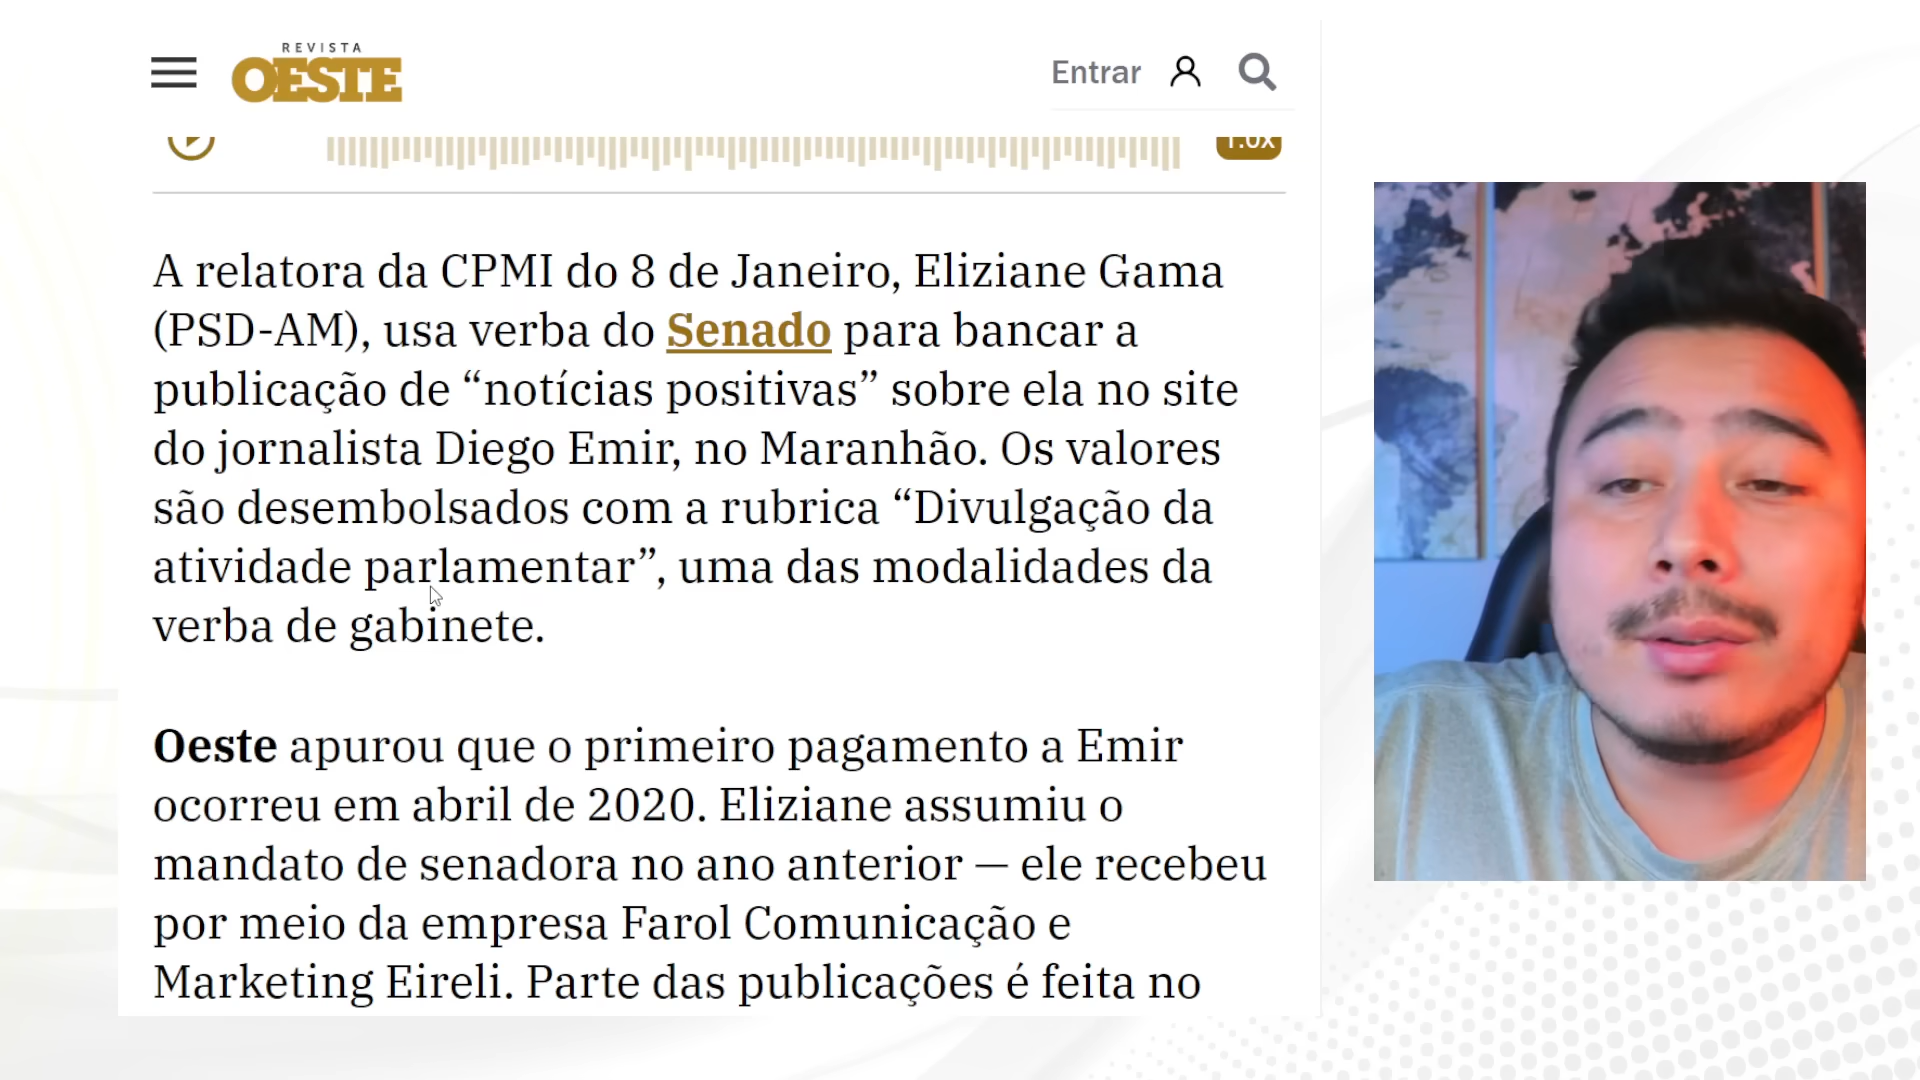 REVISTA
OESTE
Entrar
1.0x
A relatora da CPMI do 8 de Janeiro, Eliziane Gama
(PSD-AM), usa verba do Senado para bancar a
publicação de “notícias positivas” sobre ela no site
do jornalista Diego Emir, no Maranhão. Os valores
são desembolsados com a rubrica “Divulgação da
atividade parlamentar”, uma das modalidades da
verba de gabinete.
Oeste apurou que o primeiro pagamento a Emir
ocorreu em abril de 2020. Eliziane assumiu o
mandato de senadora no ano anterior — ele recebeu
por meio da empresa Farol Comunicação e
Marketing Eireli. Parte das publicações é feita no